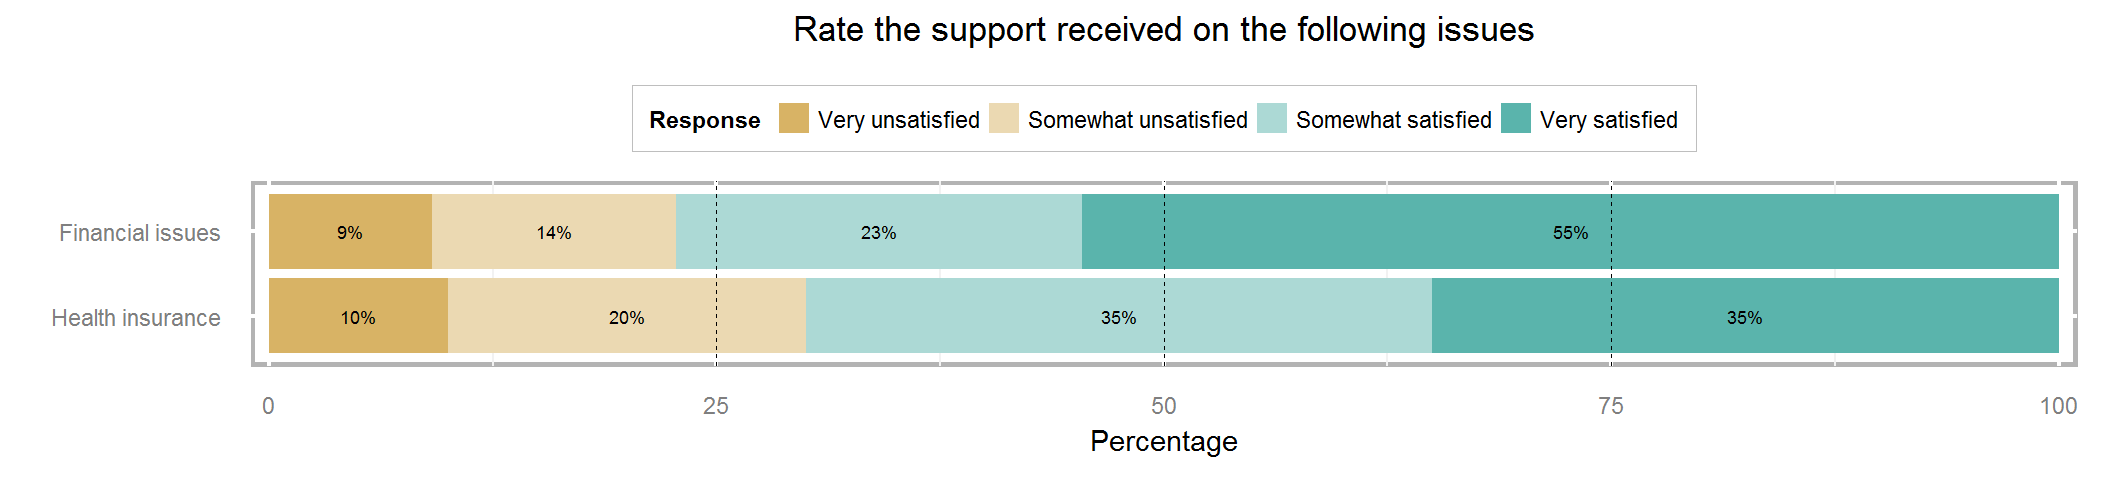 Rate the support received on the following issues
Response Very unsatisfied Somewhat unsatisfied Somewhat satisfied Very satisfied
Financial issues 9% 14% 23% 55%
Health insurance 10% 20% 35% 35%
0 25 50 75 100
Percentage